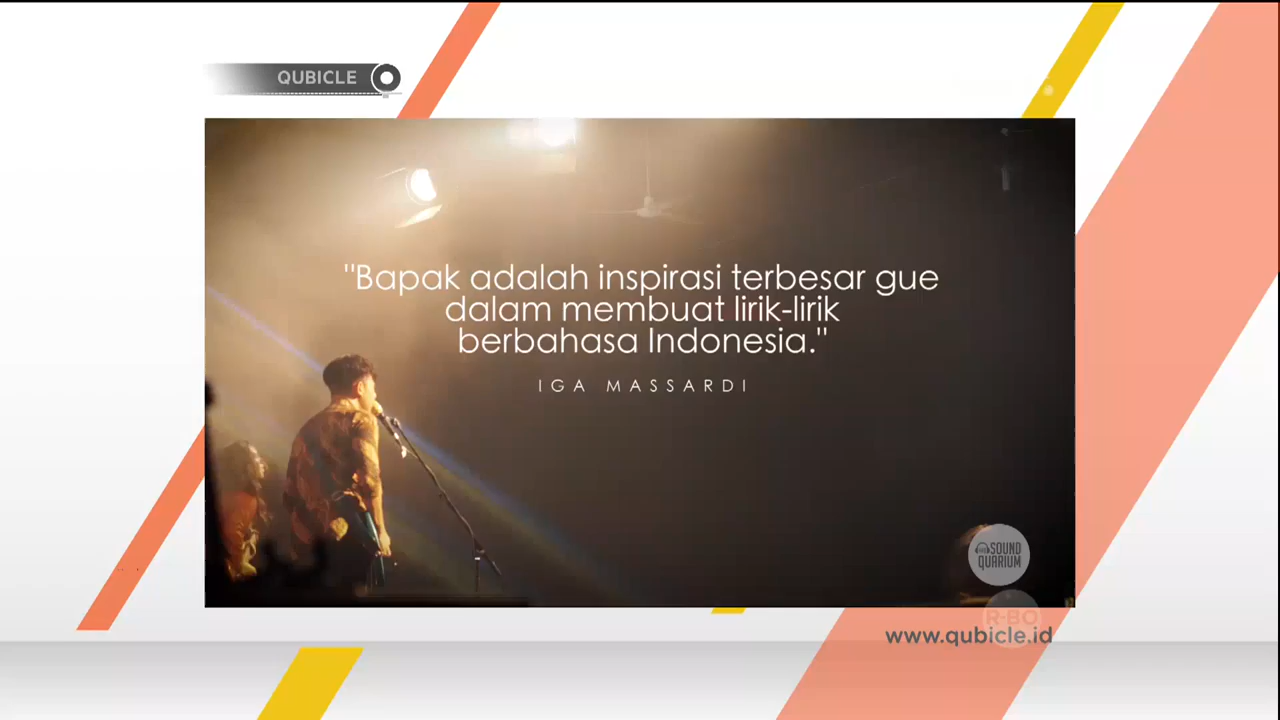 QUBICLE
"Bapak adalah inspirasi terbesar gue
dalam membuat lirik-lirik
berbahasa Indonesia."
IGA MASSARDI
SOUND
QUARIUM
R-BO
www.qubicle.id